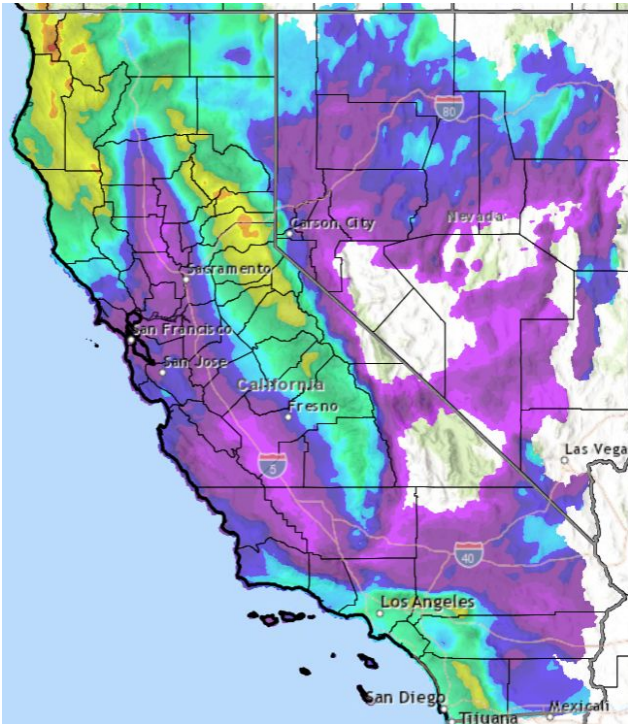 80
Carson City
Nevada
Sacramento
San Francisco
San Jose
California
Fresno
5
Las Vega
40
Los Angeles
San Diego
Tijuana
Mexicali